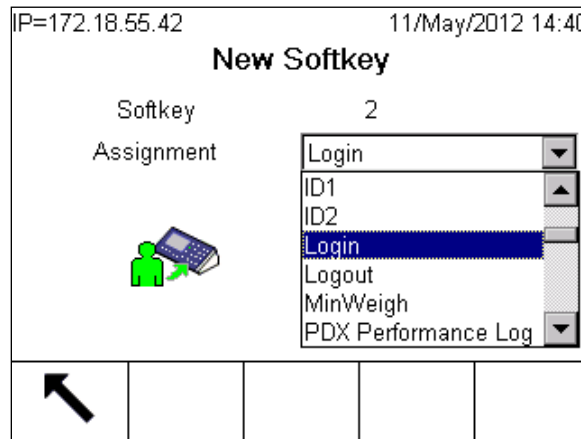 IP=172.18.55.42 11/May/2012 14:40
New Softkey
Softkey 2
Assignment Login
ID1
ID2
Login
Logout
MinWeigh
PDX Performance Log